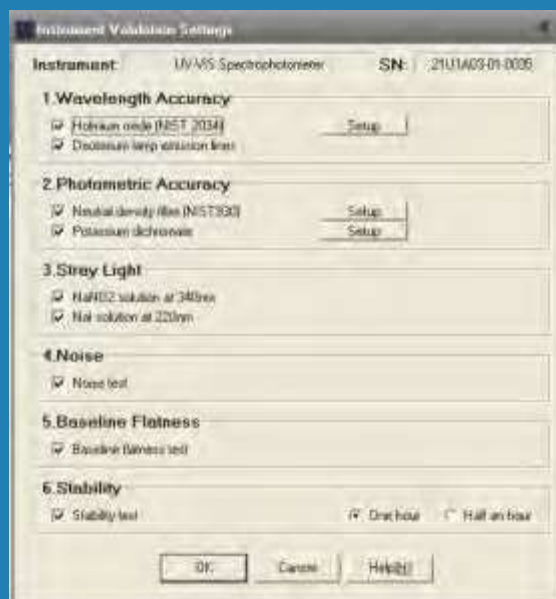 Instrument Validation Settings
Instrument: UV-VIS Spectrophotometer SN: 21U1A03-01-0035
1.Wavelength Accuracy
Holmium oxide (NIST 2034) Setup
Deuterium lamp emission lines
2.Photometric Accuracy
Neutral density filter (NIST930) Setup
Potassium dichromate Setup
3.Stray Light
NaNO2 solution at 340nm
NaI solution at 220nm
4.Noise
Noise test
5.Baseline Flatness
Baseline flatness test
6.Stability
Stability test One hour Half an hour
OK Cancel Help(H)